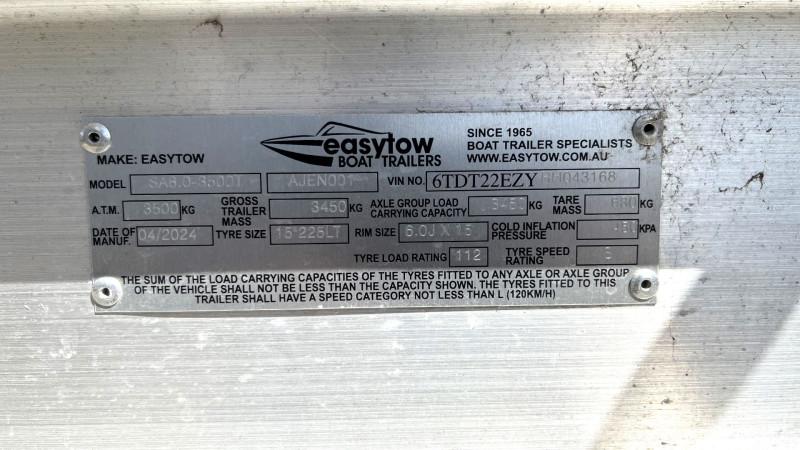 easytow
BOAT TRAILERS
SINCE 1965
BOAT TRAILER SPECIALISTS
WWW.EASYTOW.COM.AU
MAKE: EASYTOW
MODEL AJEN001 VIN NO. 6TDT22EZY
A.T.M. 3500 KG GROSS TRAILER MASS 3450 KG AXLE GROUP LOAD CARRYING CAPACITY KG TARE MASS KG
DATE OF MANUF. 04/2024 TYRE SIZE RIM SIZE 6.0J X 15 COLD INFLATION PRESSURE KPA
TYRE LOAD RATING 112 TYRE SPEED RATING
THE SUM OF THE LOAD CARRYING CAPACITIES OF THE TYRES FITTED TO ANY AXLE OR AXLE GROUP
OF THE VEHICLE SHALL NOT BE LESS THAN THE CAPACITY SHOWN. THE TYRES FITTED TO THIS
TRAILER SHALL HAVE A SPEED CATEGORY NOT LESS THAN L (120KM/H)